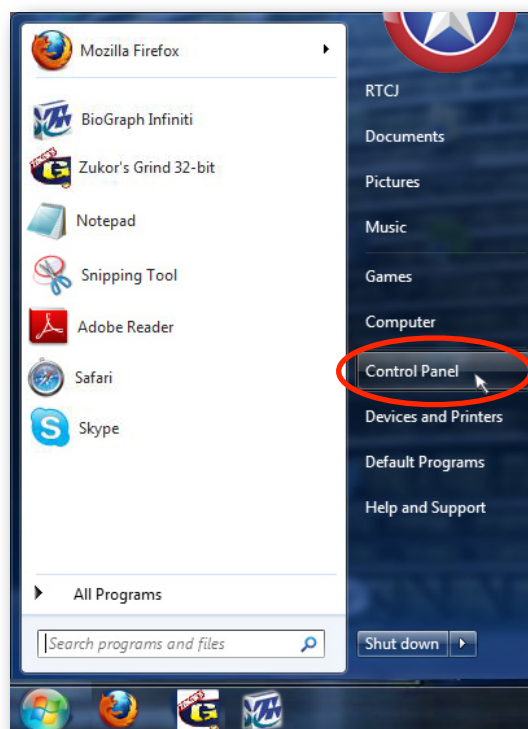 Mozilla Firefox
BioGraph Infiniti
Zukor's Grind 32-bit
Notepad
Snipping Tool
Adobe Reader
Safari
Skype
All Programs
Search programs and files
RTCJ
Documents
Pictures
Music
Games
Computer
Control Panel
Devices and Printers
Default Programs
Help and Support
Shut down